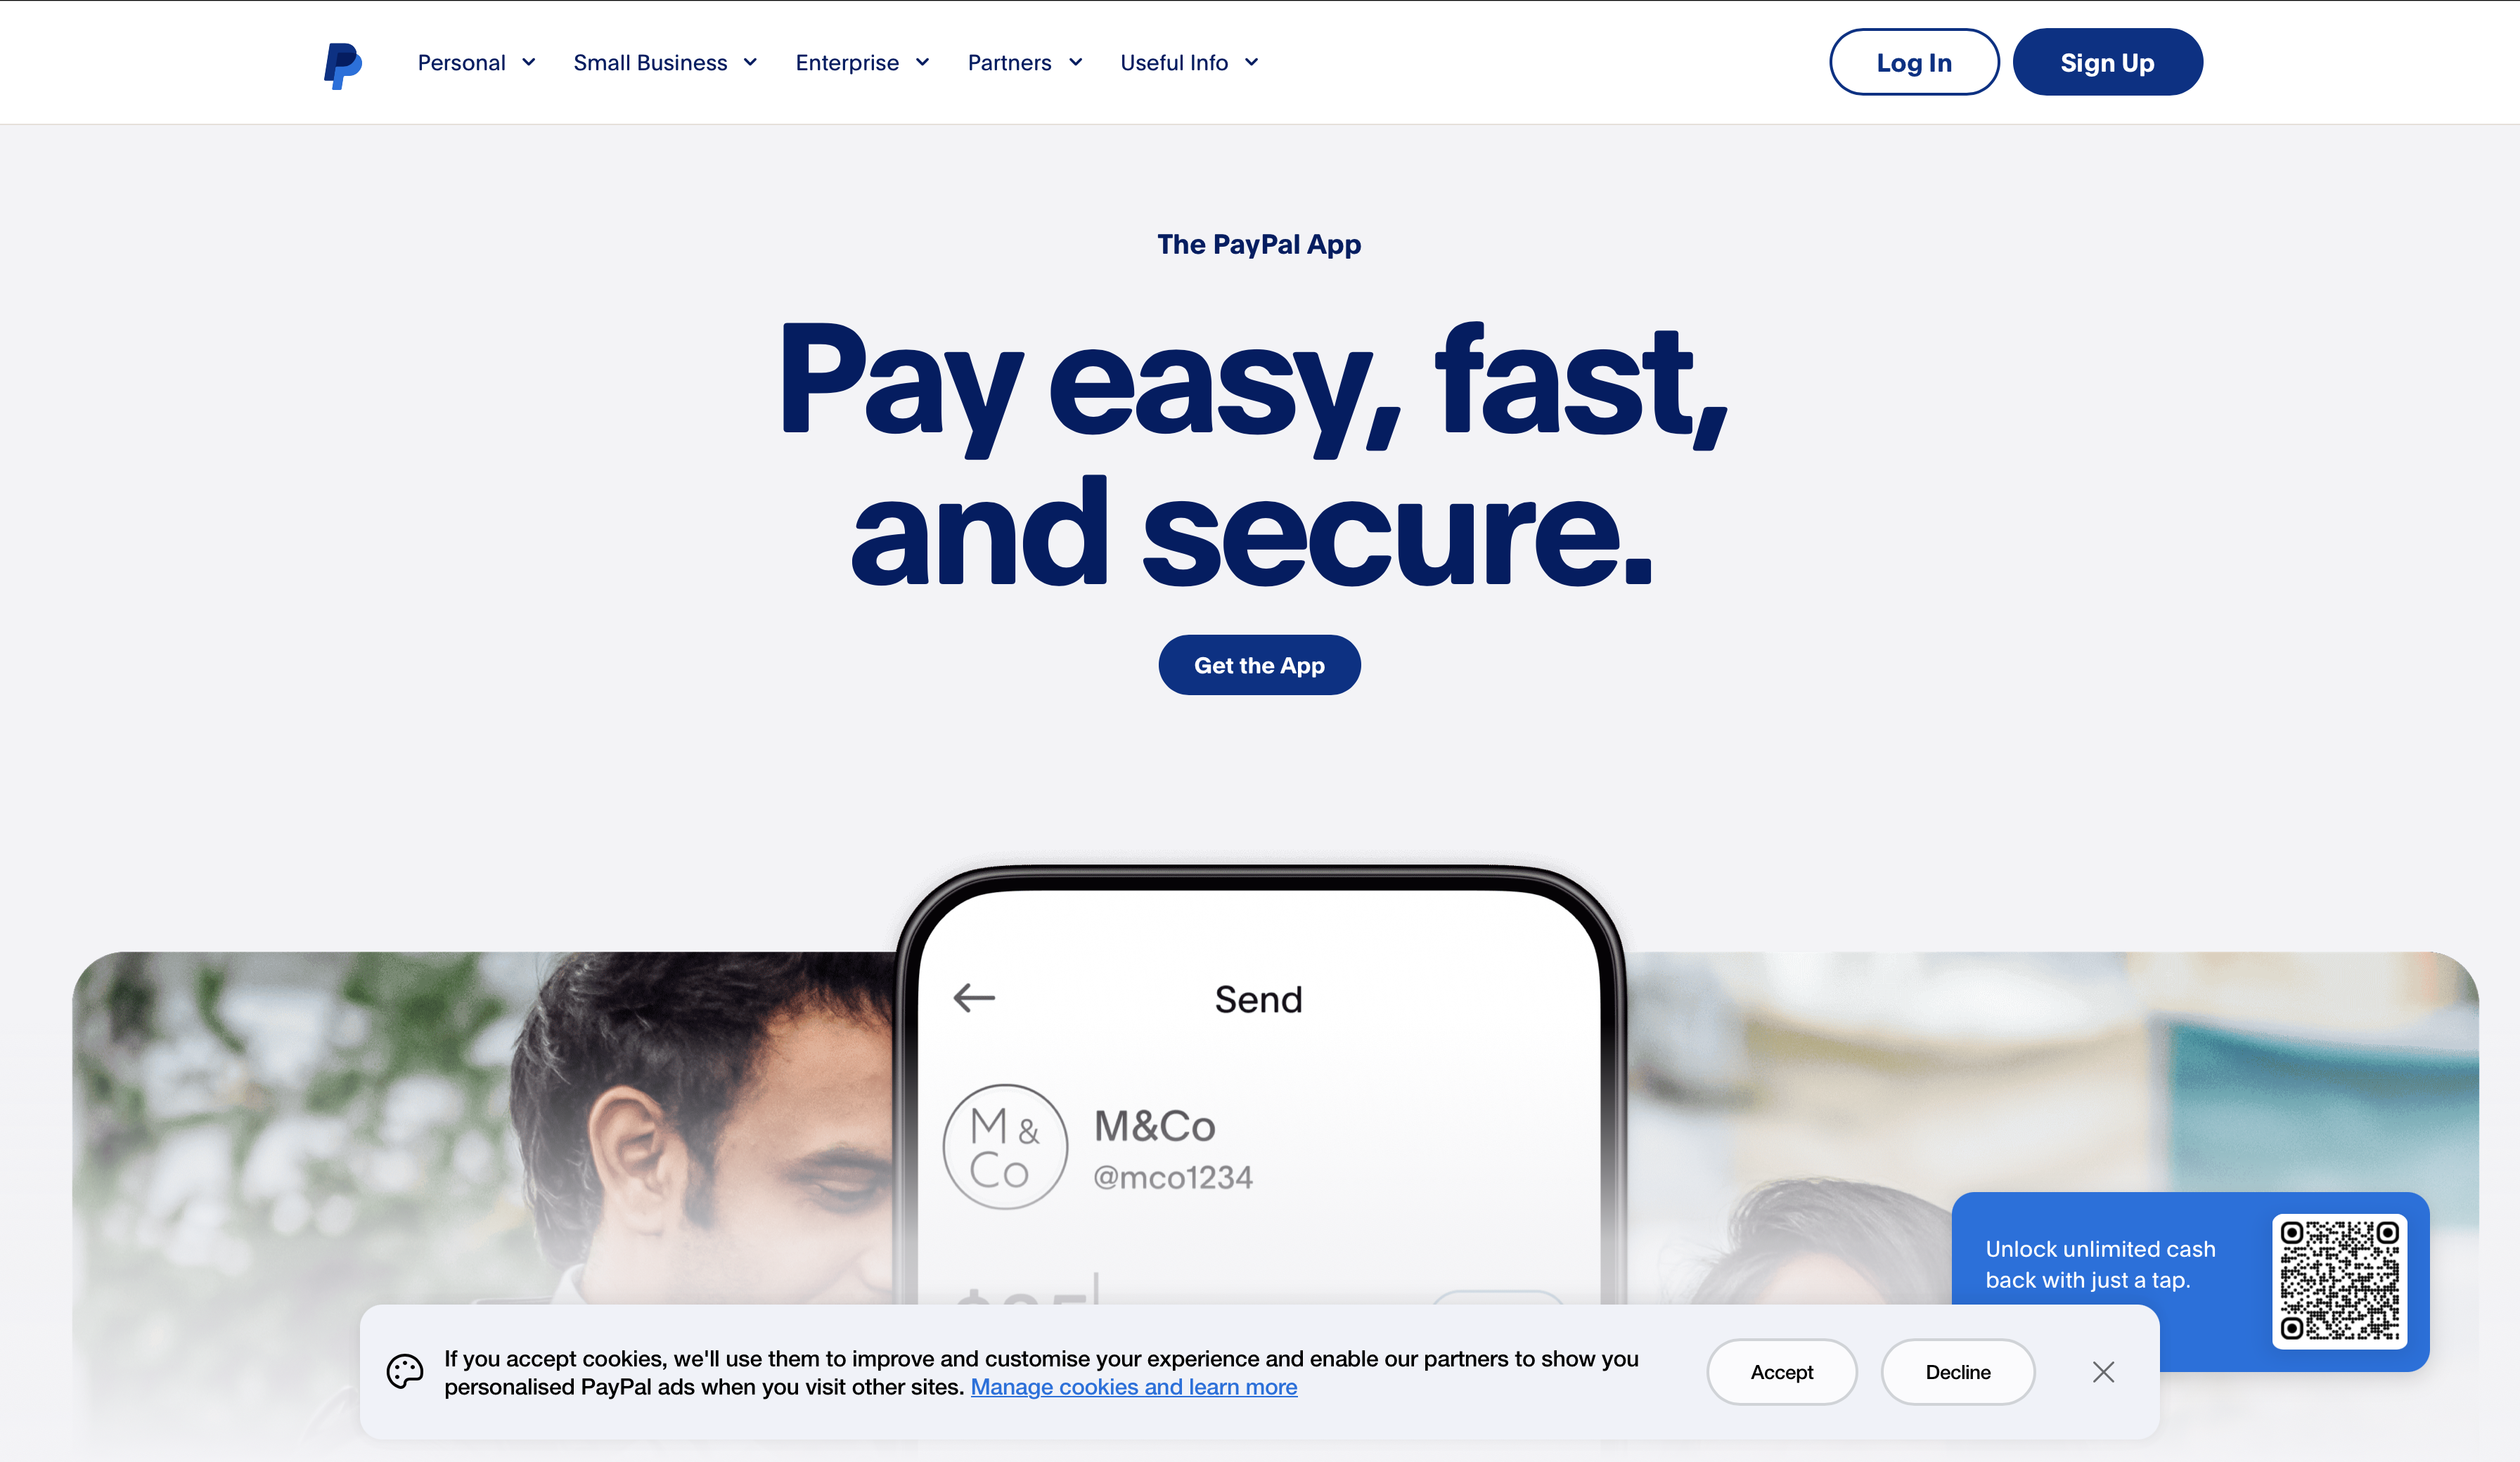 Personal
Small Business
Enterprise
Partners
Useful Info
Log In
Sign Up
The PayPal App
Pay easy, fast,
and secure.
Get the App
Send
M &
Co
M&Co
@mco1234
Unlock unlimited cash
back with just a tap.
If you accept cookies, we'll use them to improve and customise your experience and enable our partners to show you
personalised PayPal ads when you visit other sites. Manage cookies and learn more
Accept
Decline